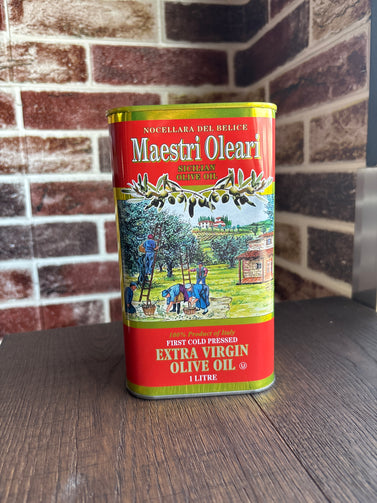 NOCELLARA DEL BELICE
Maestri Oleari
SICILIAN
OLIVE OIL
100% Product of Italy
FIRST COLD PRESSED
EXTRA VIRGIN
OLIVE OIL U
1 LITRE